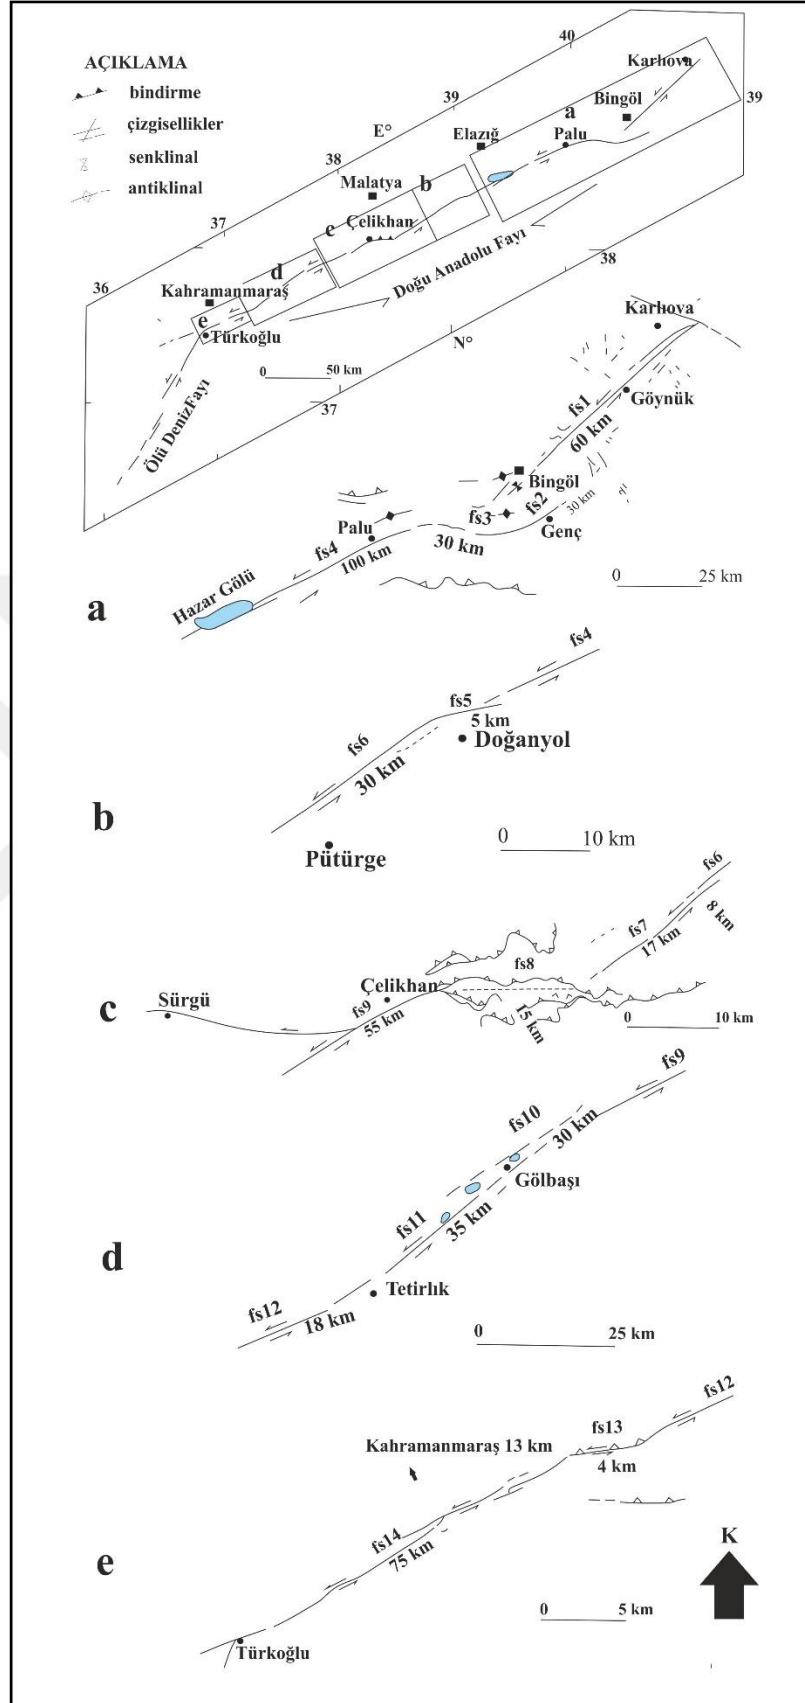 AÇIKLAMA
bindirme
çizgisellikler
senklinal
antiklinal
36
37
38
E°
39
40
39
38
N°
37
Karlıova
Bingöl
a
Palu
Elazığ
b
Malatya
Çelikhan
c
d
Kahramanmaraş
e
Türkoğlu
Doğu Anadolu Fayı
Ölü DenizFayı
0 50 km
Karlıova
Göynük
fs1
60 km
Bingöl
fs2
30 km
Genç
fs3
30 km
Palu
fs4
100 km
Hazar Gölü
0 25 km
a
fs4
fs5
5 km
Doğanyol
fs6
30 km
Pütürge
0 10 km
b
fs6
8 km
fs7
17 km
fs8
15 km
Çelikhan
fs9
55 km
Sürgü
0 10 km
c
fs9
fs10
30 km
Gölbaşı
fs11
35 km
Tetirlık
fs12
18 km
0 25 km
d
fs12
fs13
4 km
Kahramanmaraş 13 km
fs14
75 km
Türkoğlu
0 5 km
K
e